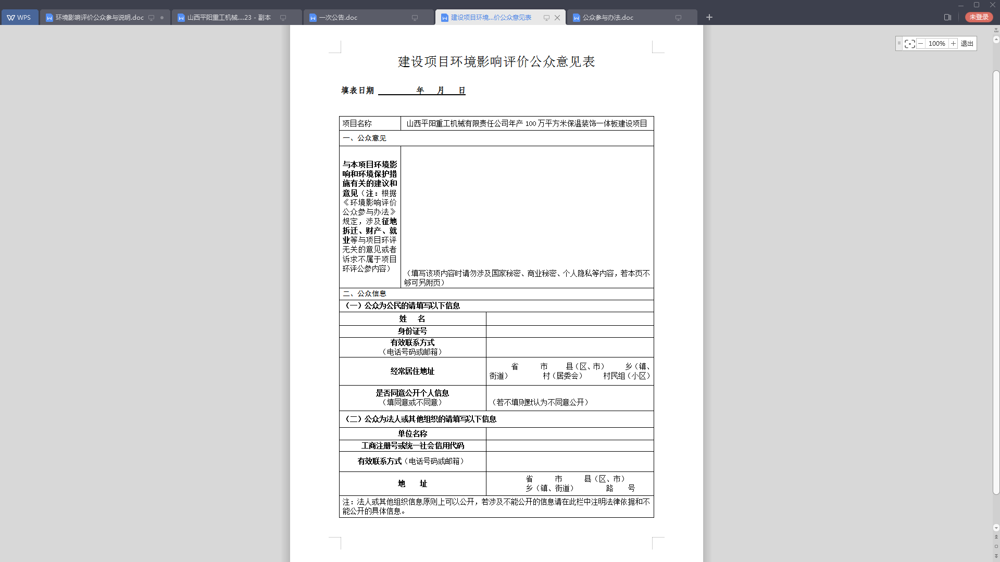 WPS
环境影响评价公众参与说明.doc
山西平阳重工机械....23 - 副本
一次公告.doc
建设项目环境...价公众意见表
公众参与办法.doc
未登录
100%
退出
建设项目环境影响评价公众意见表
填表日期 年 月 日
项目名称
山西平阳重工机械有限责任公司年产 100 万平方米保温装饰一体板建设项目
一、公众意见
与本项目环境影
响和环境保护措
施有关的建议和
意见（注：根据
《环境影响评价
公众参与办法》
规定，涉及征地
拆迁、财产、就
业等与项目环评
无关的意见或者
诉求不属于项目
环评公参内容）
（填写该项内容时请勿涉及国家秘密、商业秘密、个人隐私等内容，若本页不
够可另附页）
二、公众信息
（一）公众为公民的请填写以下信息
姓 名
身份证号
有效联系方式
（电话号码或邮箱）
经常居住地址
省 市 县（区、市） 乡（镇、
街道） 村（居委会） 村民组（小区）
是否同意公开个人信息
（填同意或不同意）
（若不填则默认为不同意公开）
（二）公众为法人或其他组织的请填写以下信息
单位名称
工商注册号或统一社会信用代码
有效联系方式（电话号码或邮箱）
地 址
省 市 县（区、市）
乡（镇、街道） 路 号
注：法人或其他组织信息原则上可以公开，若涉及不能公开的信息请在此栏中注明法律依据和不
能公开的具体信息。